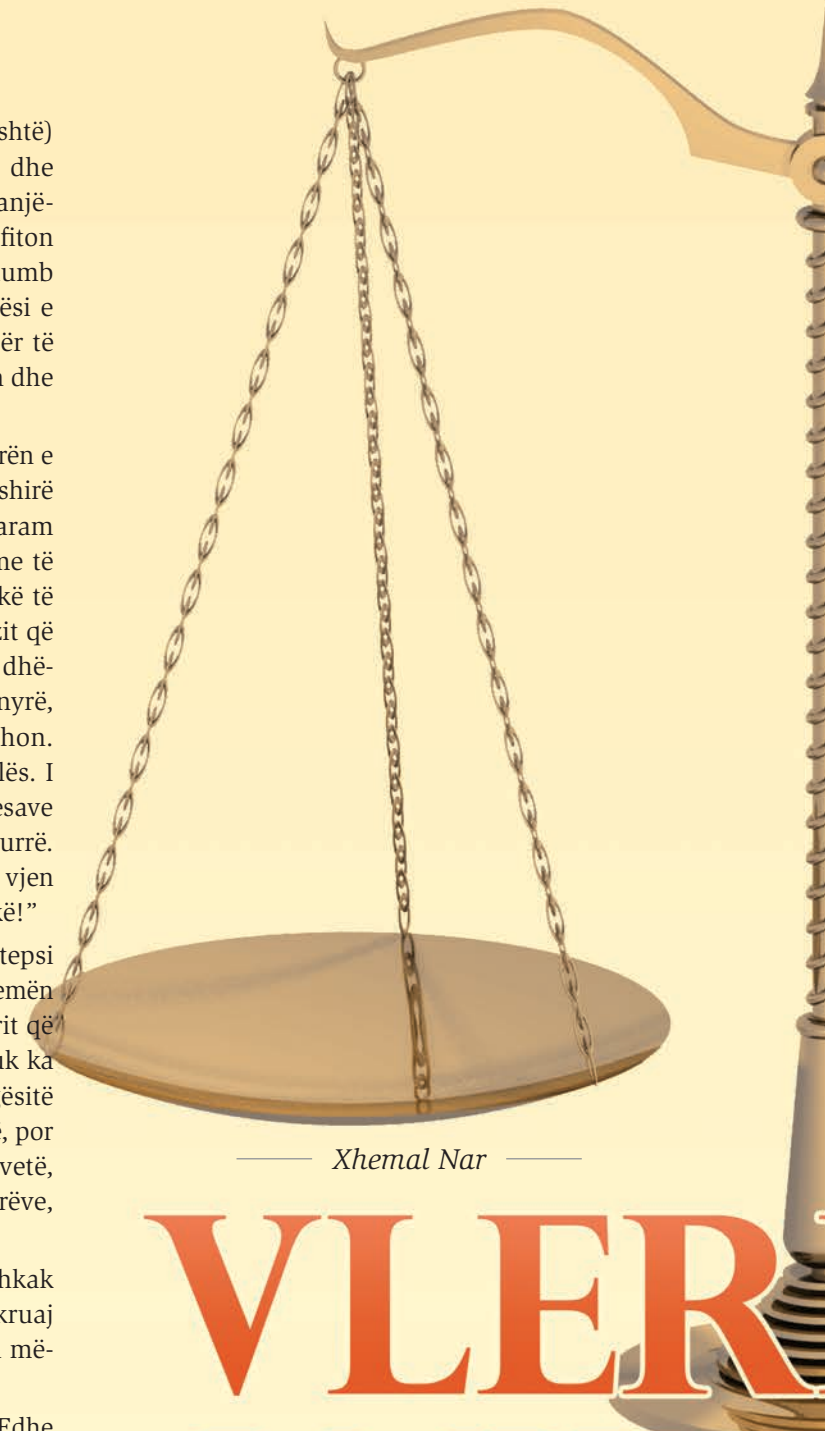 shtë)
dhe
anjë-
fiton
umb
ësi e
ër të
dhe
rën e
shirë
aram
ne të
kë të
zit që
dhë-
nyrë,
hon.
lës. I
esave
urrë.
vjen
kë!”
tepsi
emën
rit që
uk ka
ësitë
ë, por
vetë,
rëve,
hkak
kruaj
më-
Edhe
Xhemal Nar
VLER